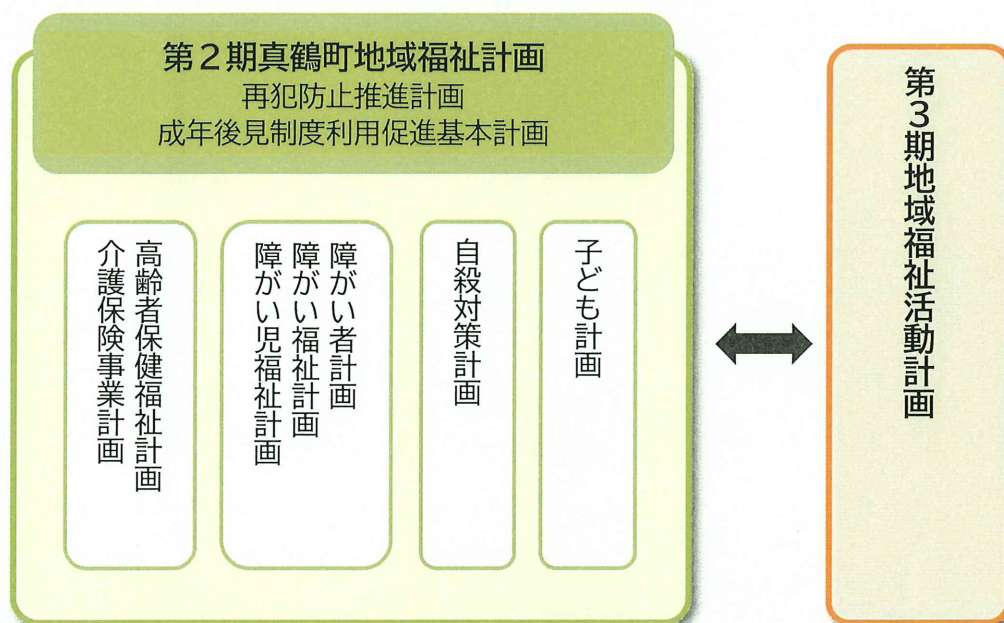 第２期真鶴町地域福祉計画
再犯防止推進計画
成年後見制度利用促進基本計画
高齢者保健福祉計画
介護保険事業計画
障がい者計画
障がい福祉計画
障がい児福祉計画
自殺対策計画
子ども計画
第３期地域福祉活動計画